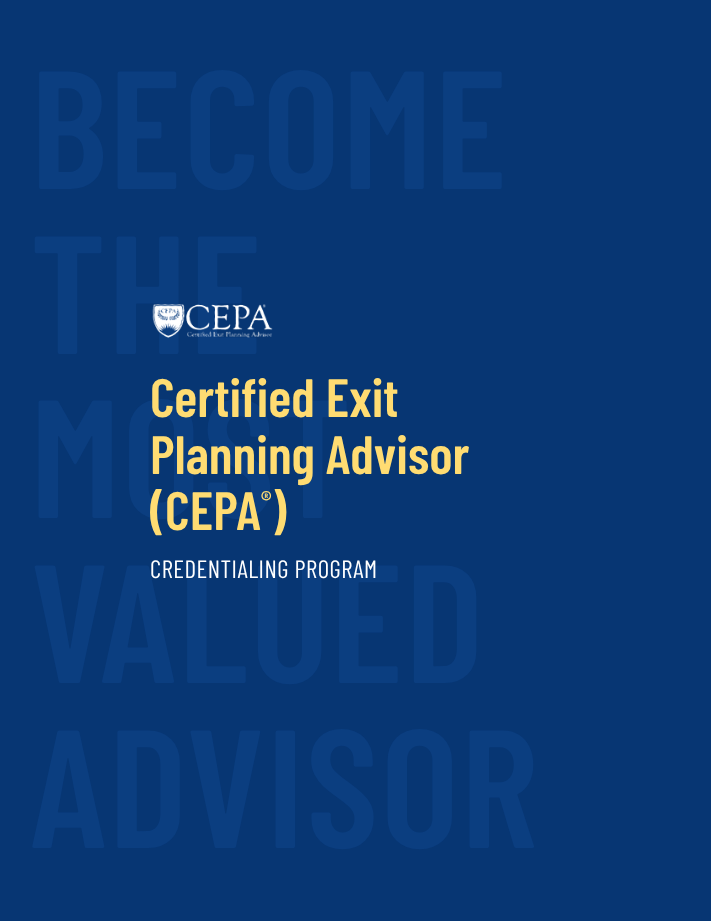 BECOME
THE
CEPA
Certified Exit Planning Advisor
MOST
Certified Exit
Planning Advisor
(CEPA®)
CREDENTIALING PROGRAM
VALUED
ADVISOR